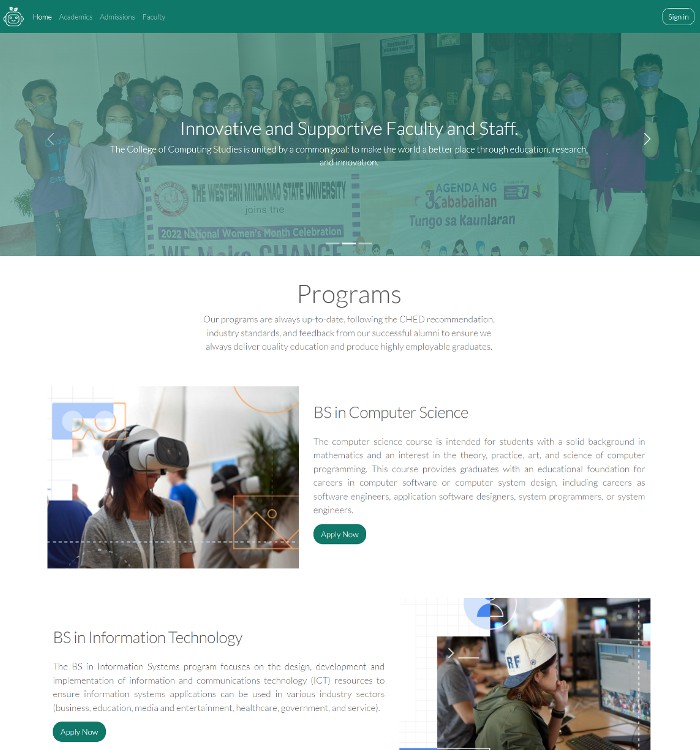 Home Academics Admissions Faculty Sign in
Innovative and Supportive Faculty and Staff.
The College of Computing Studies is united by a common goal: to make the world a better place through education, research,
and innovation.
THE WESTERN MINDANAO STATE UNIVERSITY
joins the
2022 National Women's Month Celebration
WE Make CHANGE
AGENDA NG
Kababaihan
Tungo sa Kaunlaran
Programs
Our programs are always up-to-date, following the CHED recommendation,
industry standards, and feedback from our successful alumni to ensure we
always deliver quality education and produce highly employable graduates.
BS in Computer Science
The computer science course is intended for students with a solid background in
mathematics and an interest in the theory, practice, art, and science of computer
programming. This course provides graduates with an educational foundation for
careers in computer software or computer system design, including careers as
software engineers, application software designers, system programmers, or system
engineers.
Apply Now
BS in Information Technology
The BS in Information Systems program focuses on the design, development and
implementation of information and communications technology (ICT) resources to
ensure information systems applications can be used in various industry sectors
(business, education, media and entertainment, healthcare, government, and service).
Apply Now
RF